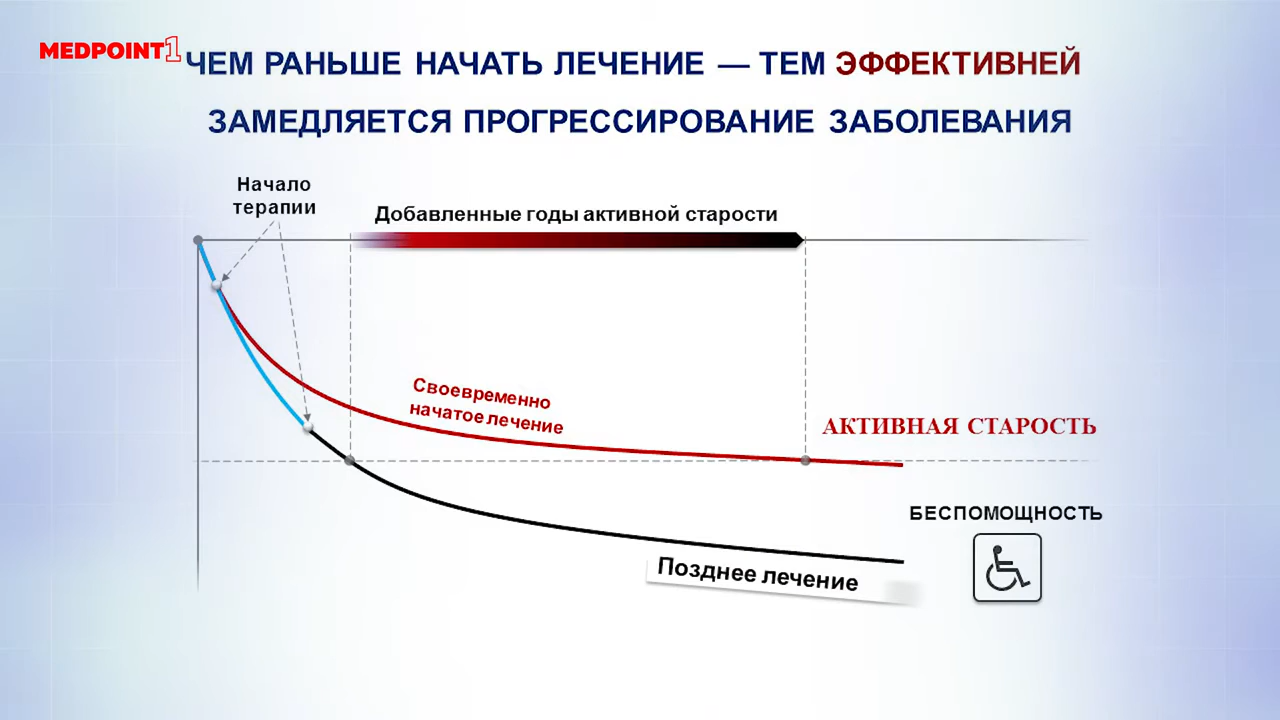 MEDPOINT1
ЧЕМ РАНЬШЕ НАЧАТЬ ЛЕЧЕНИЕ — ТЕМ ЭФФЕКТИВНЕЙ
ЗАМЕДЛЯЕТСЯ ПРОГРЕССИРОВАНИЕ ЗАБОЛЕВАНИЯ
Начало
терапии
Добавленные годы активной старости
Своевременно
начатое лечение
АКТИВНАЯ СТАРОСТЬ
БЕСПОМОЩНОСТЬ
Позднее лечение